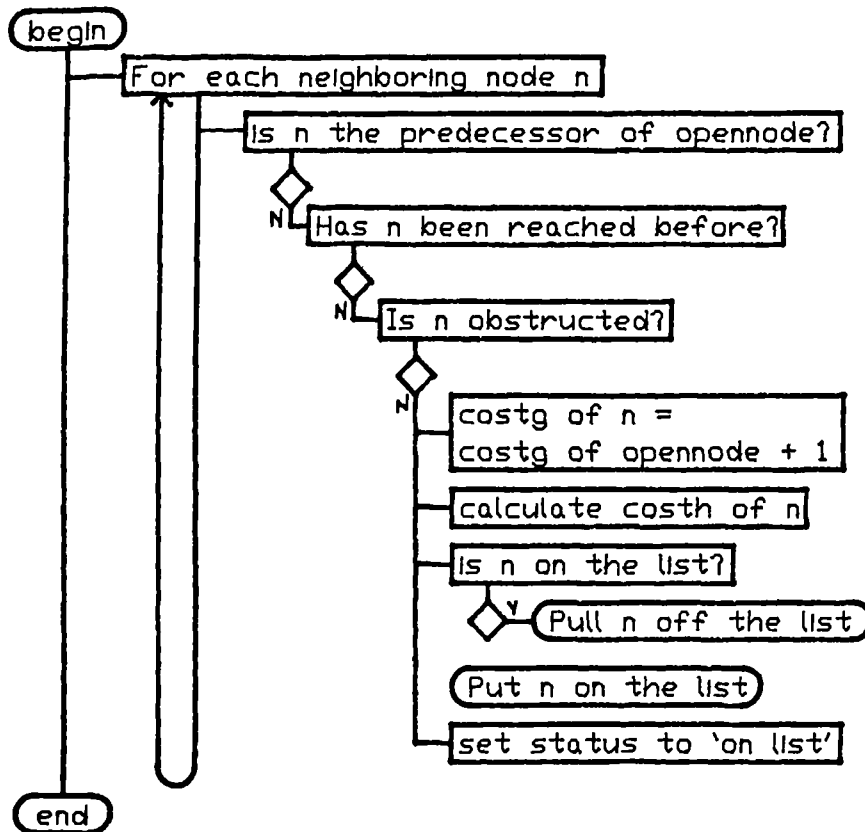 begin
For each neighboring node n
is n the predecessor of opennode?
N
Has n been reached before?
N
Is n obstructed?
N
costg of n =
costg of opennode + 1
calculate costh of n
is n on the list?
Y
Pull n off the list
Put n on the list
set status to 'on list'
end